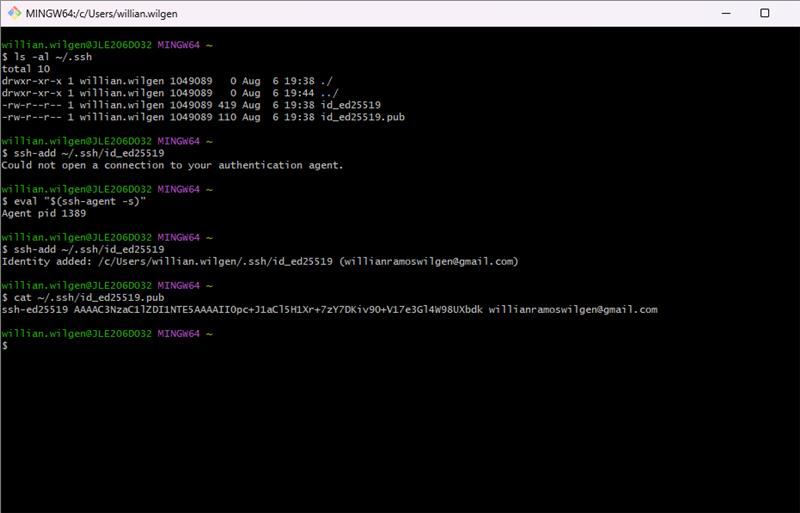 MINGW64:/c/Users/willian.wilgen
willian.wilgen@JLE206DO32 MINGW64 ~
$ ls -al ~/.ssh
total 10
drwxr-xr-x 1 willian.wilgen 1049089   0 Aug  6 19:38 ./
drwxr-xr-x 1 willian.wilgen 1049089   0 Aug  6 19:44 ../
-rw-r--r-- 1 willian.wilgen 1049089 419 Aug  6 19:38 id_ed25519
-rw-r--r-- 1 willian.wilgen 1049089 110 Aug  6 19:38 id_ed25519.pub
willian.wilgen@JLE206DO32 MINGW64 ~
$ ssh-add ~/.ssh/id_ed25519
Could not open a connection to your authentication agent.
willian.wilgen@JLE206DO32 MINGW64 ~
$ eval "$(ssh-agent -s)"
Agent pid 1389
willian.wilgen@JLE206DO32 MINGW64 ~
$ ssh-add ~/.ssh/id_ed25519
Identity added: /c/Users/willian.wilgen/.ssh/id_ed25519 (willianramoswilgen@gmail.com)
willian.wilgen@JLE206DO32 MINGW64 ~
$ cat ~/.ssh/id_ed25519.pub
ssh-ed25519 AAAAC3NzaC1lZDI1NTE5AAAAIIOpc+J1aCl5H1Xr+7zY7DKiv9O+V17e3Gl4W98UXbdk willianramoswilgen@gmail.com
willian.wilgen@JLE206DO32 MINGW64 ~
$